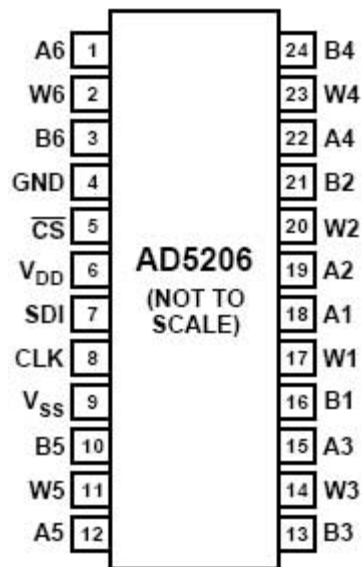 A6 1
W6 2
B6 3
GND 4
C̅S̅ 5
VDD 6
SDI 7
CLK 8
VSS 9
B5 10
W5 11
A5 12
AD5206
(NOT TO
SCALE)
24 B4
23 W4
22 A4
21 B2
20 W2
19 A2
18 A1
17 W1
16 B1
15 A3
14 W3
13 B3